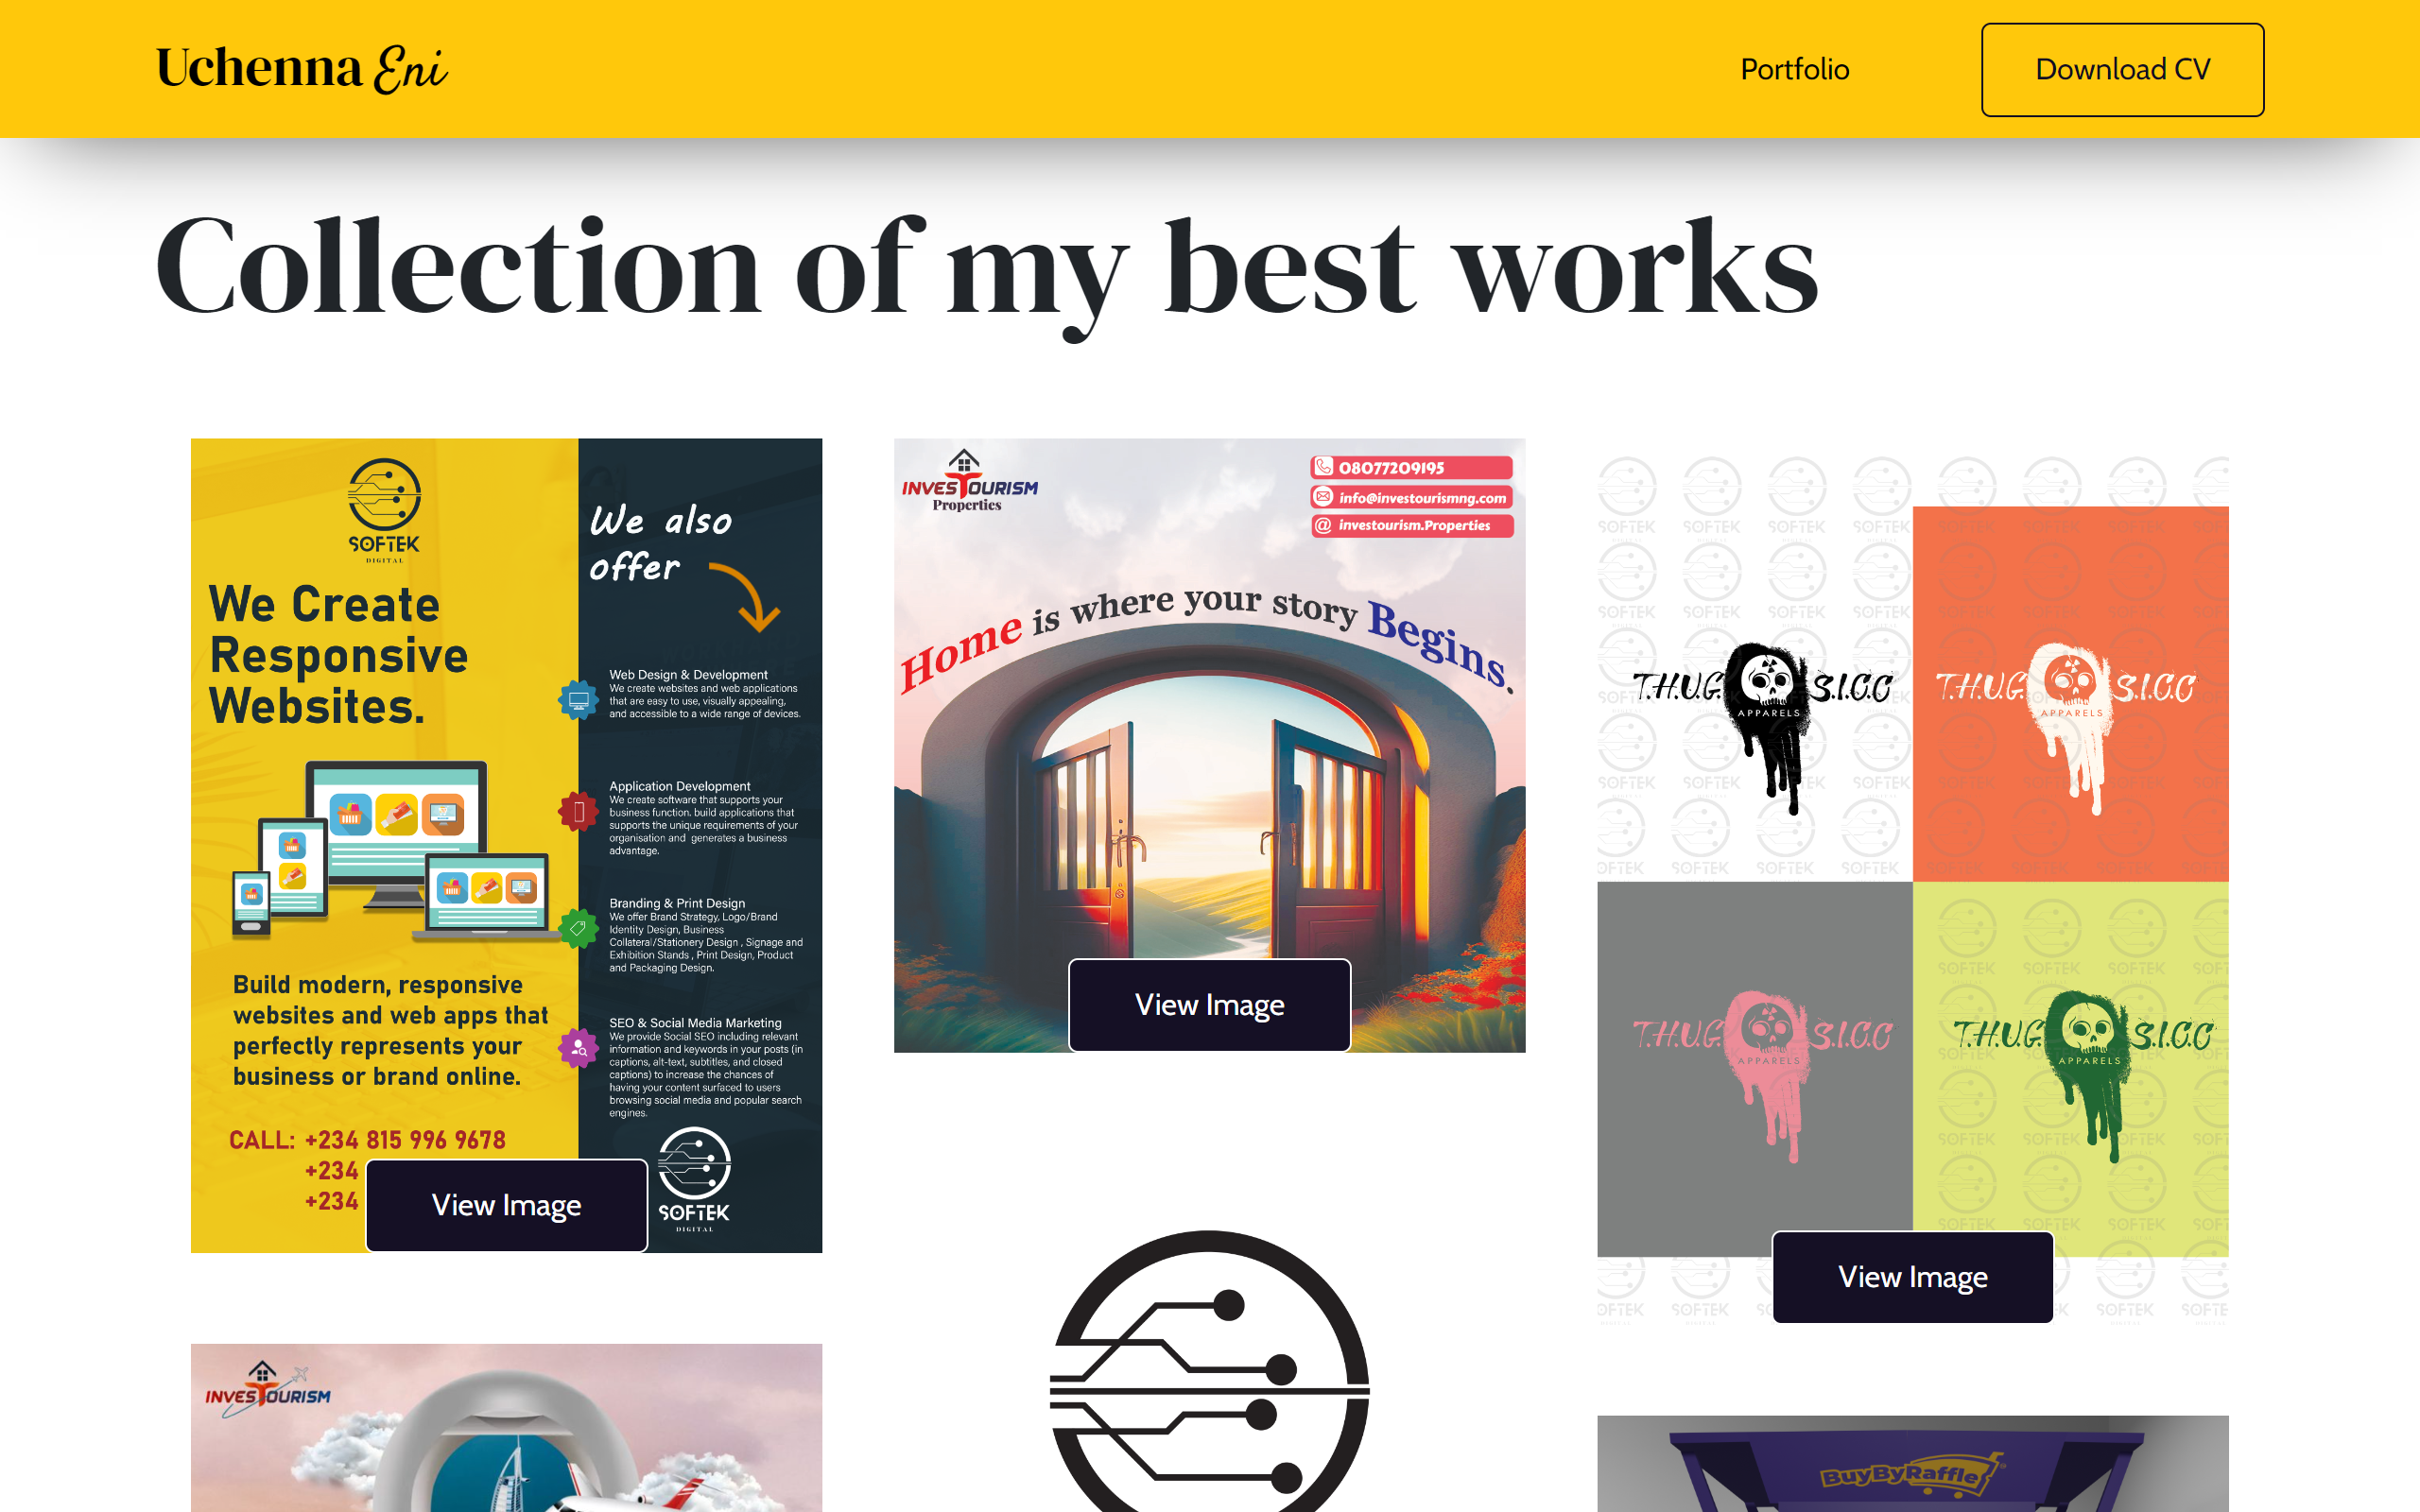 Uchenna Eni
Portfolio
Download CV
Collection of my best works
SOFTEK
DIGITAL
We Create
Responsive
Websites.
Build modern, responsive
websites and web apps that
perfectly represents your
business or brand online.
CALL: +234 815 996 9678
+234
+234
We also
offer
Web Design & Development
We create websites and web applications
that are easy to use, visually appealing,
and accessible to a wide range of devices.
Application Development
We create software that supports your
business function. build applications that
supports the unique requirements of your
organisation and generates a business
advantage.
Branding & Print Design
We offer Brand Strategy, Logo/Brand
Identity Design, Business
Collateral/Stationery Design , Signage and
Exhibition Stands , Print Design, Product
and Packaging Design.
SEO & Social Media Marketing
We provide Social SEO including relevant
information and keywords in your posts (in
captions, alt-text, subtitles, and closed
captions) to increase the chances of
having your content surfaced to users
browsing social media and popular search
engines.
SOFTEK
DIGITAL
View Image
INVESTOURISM
Properties
08077209195
info@investourismng.com
@ investourism.Properties
Home is where your story Begins.
View Image
T.H.U.G. S.I.C.C
APPARELS
T.H.U.G. S.I.C.C
APPARELS
T.H.U.G. S.I.C.C
APPARELS
T.H.U.G. S.I.C.C
APPARELS
View Image
INVESTOURISM
BuyByRaffle